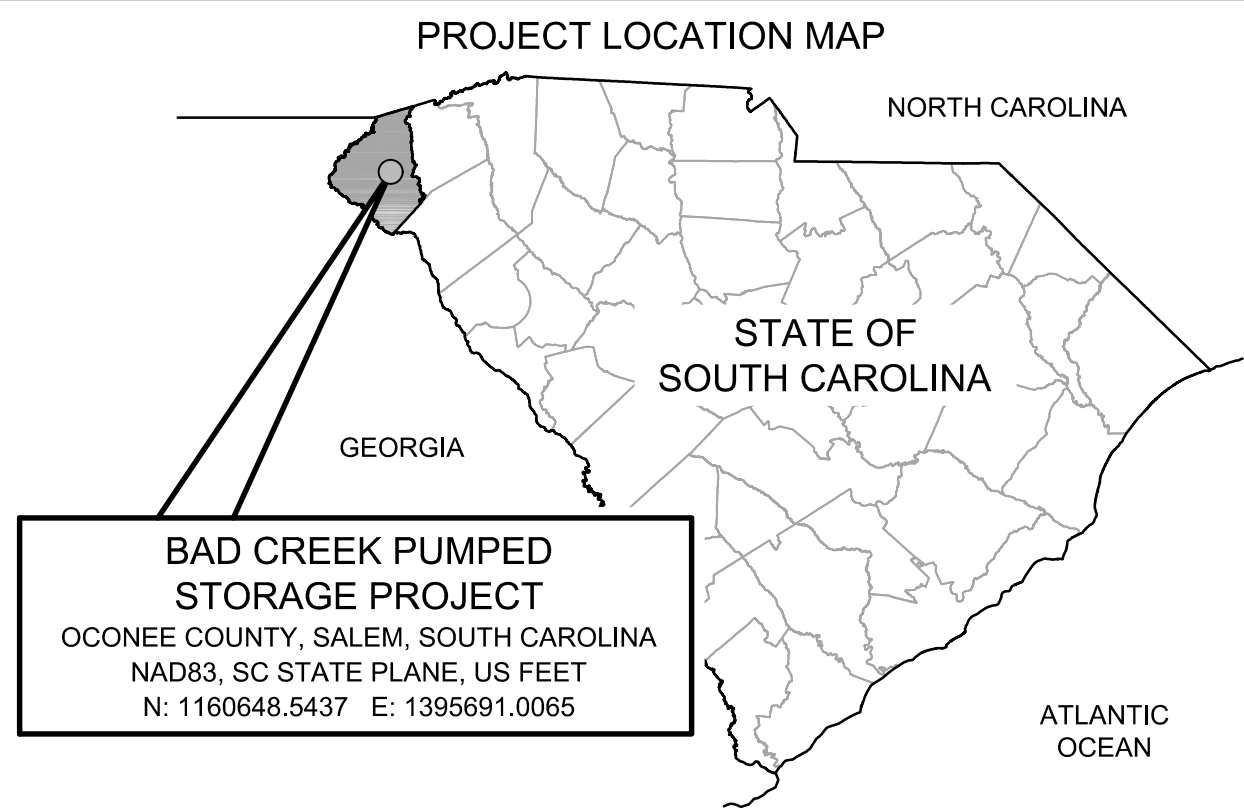 PROJECT LOCATION MAP
NORTH CAROLINA
STATE OF
SOUTH CAROLINA
GEORGIA
BAD CREEK PUMPED
STORAGE PROJECT
OCONEE COUNTY, SALEM, SOUTH CAROLINA
NAD83, SC STATE PLANE, US FEET
N: 1160648.5437 E: 1395691.0065
ATLANTIC
OCEAN